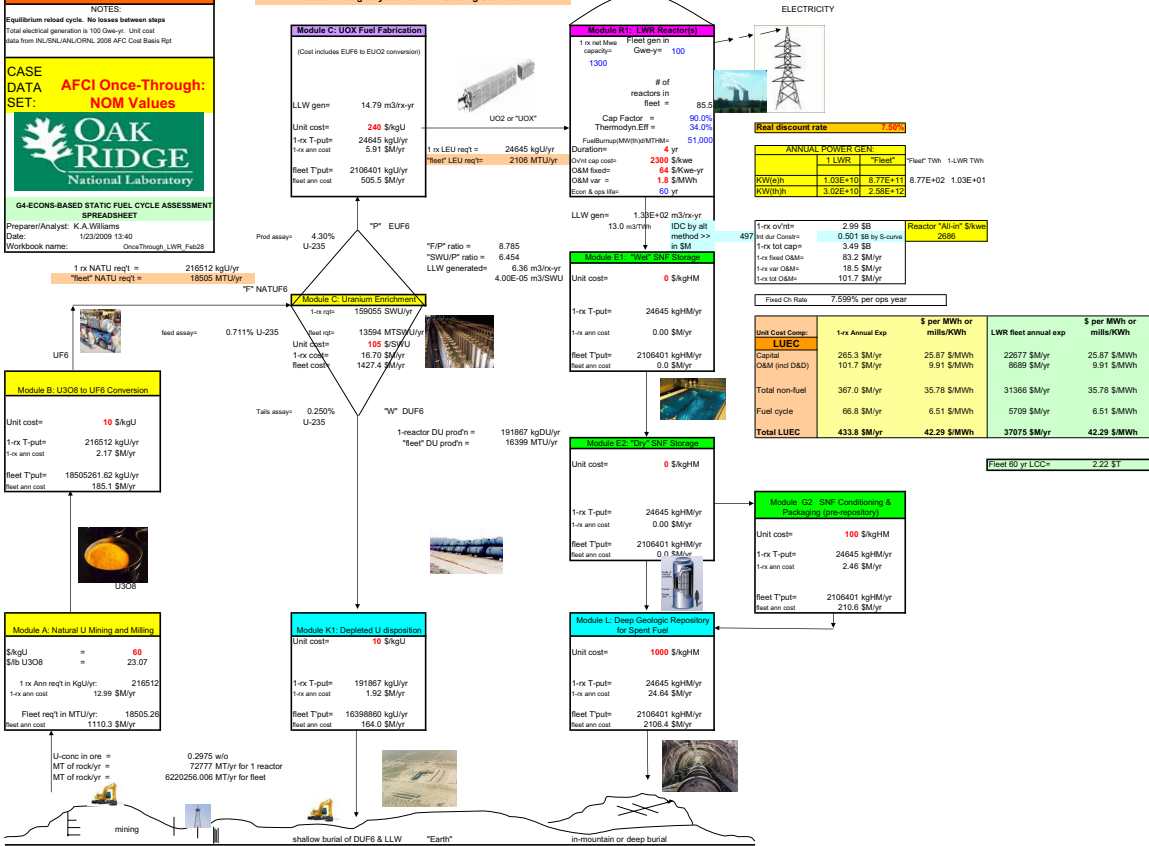 NOTES:
Equilibrium reload cycle. No losses between steps
Total electrical generation is 100 Gwe-yr. Unit cost
data from INL/SNL/ANL/ORNL 2008 AFC Cost Basis Rpt
CASE
DATA
SET:
AFCI Once-Through:
NOM Values
OAK
RIDGE
National Laboratory
G4-ECONS-BASED STATIC FUEL CYCLE ASSESSMENT
SPREADSHEET
Preparer/Analyst: K.A.Williams
Date: 1/23/2009 13:40
Workbook name: OnceThrough_LWR_Feb28
1 rx NATU req't = 216512 kgU/yr
"fleet" NATU req't = 18505 MTU/yr
"F" NATUF6
UF6
feed assay= 0.711% U-235
Module B: U3O8 to UF6 Conversion
Unit cost= 10 $/kgU
1-rx T-put= 216512 kgU/yr
1-rx ann cost 2.17 $M/yr
fleet T'put= 18505261.62 kgU/yr
fleet ann cost 185.1 $M/yr
U3O8
Module A: Natural U Mining and Milling
$/kgU = 60
$/lb U3O8 = 23.07
1 rx Ann req't in KgU/yr: 216512
1-rx ann cost 12.99 $M/yr
Fleet req't in MTU/yr: 18505.26
fleet ann cost 1110.3 $M/yr
U-conc in ore = 0.2975 w/o
MT of rock/yr = 72777 MT/yr for 1 reactor
MT of rock/yr = 6220256.006 MT/yr for fleet
mining
Module C: UOX Fuel Fabrication
(Cost includes EUF6 to EUO2 conversion)
LLW gen= 14.79 m3/rx-yr
Unit cost= 240 $/kgU
1-rx T-put= 24645 kgU/yr
1-rx ann cost 5.91 $M/yr
fleet T'put= 2106401 kgU/yr
fleet ann cost 505.5 $M/yr
UO2 or "UOX"
1 rx LEU req't = 24645 kgU/yr
"fleet" LEU req't= 2106 MTU/yr
"P" EUF6
Prod assay= 4.30%
U-235
"F/P" ratio = 8.785
"SWU/P" ratio = 6.454
LLW generated= 6.36 m3/rx-yr
4.00E-05 m3/SWU
Module C: Uranium Enrichment
1-rx rqt= 159055 SWU/yr
fleet rqt= 13594 MTSWU/yr
Unit cost= 105 $/SWU
1-rx cost= 16.70 $M/yr
fleet cost= 1427.4 $M/yr
Tails assay= 0.250%
U-235
"W" DUF6
1-reactor DU prod'n = 191867 kgDU/yr
"fleet" DU prod'n = 16399 MTU/yr
Module K1: Depleted U disposition
Unit cost= 10 $/kgU
1-rx T-put= 191867 kgU/yr
1-rx ann cost 1.92 $M/yr
fleet T'put= 16398860 kgU/yr
fleet ann cost 164.0 $M/yr
shallow burial of DUF6 & LLW "Earth"
Module R1: LWR Reactor(s)
1 rx net Mwe
capacity=
1300
Fleet gen in
Gwe-y= 100
# of
reactors in
fleet = 85.5
Cap Factor = 90.0%
Thermodyn.Eff = 34.0%
FuelBurnup(MW(th)d/MTHM= 51,000
Duration= 4 yr
Ov'nt cap cost= 2300 $/kwe
O&M fixed= 64 $/Kwe-yr
O&M var = 1.8 $/MWh
Econ & ops life= 60 yr
LLW gen= 1.33E+02 m3/rx-yr
13.0 m3/TWh
IDC by alt
method >>
in $M
497
Module E1: "Wet" SNF Storage
Unit cost= 0 $/kgHM
1-rx T-put= 24645 kgHM/yr
1-rx ann cost 0.00 $M/yr
fleet T'put= 2106401 kgHM/yr
fleet ann cost 0.0 $M/yr
Module E2: "Dry" SNF Storage
Unit cost= 0 $/kgHM
1-rx T-put= 24645 kgHM/yr
1-rx ann cost 0.00 $M/yr
fleet T'put= 2106401 kgHM/yr
fleet ann cost 0.0 $M/yr
Module L: Deep Geologic Repository
for Spent Fuel
Unit cost= 1000 $/kgHM
1-rx T-put= 24645 kgHM/yr
1-rx ann cost 24.64 $M/yr
fleet T'put= 2106401 kgHM/yr
fleet ann cost 2106.4 $M/yr
in-mountain or deep burial
ELECTRICITY
Real discount rate 7.50%
ANNUAL POWER GEN:
1 LWR "Fleet" "Fleet" TWh 1-LWR TWh
KW(e)h 1.03E+10 8.77E+11 8.77E+02 1.03E+01
KW(th)h 3.02E+10 2.58E+12
1-rx ov'nt= 2.99 $B
Int dur Constr= 0.501 $B by S-curve
1-rx tot cap= 3.49 $B
1-rx fixed O&M= 83.2 $M/yr
1-rx var O&M= 18.5 $M/yr
1-rx tot O&M= 101.7 $M/yr
Reactor "All-in" $/kwe
2686
Fixed Ch Rate 7.599% per ops year
Unit Cost Comp: 1-rx Annual Exp $ per MWh or mills/KWh LWR fleet annual exp $ per MWh or mills/KWh
LUEC
Capital 265.3 $M/yr 25.87 $/MWh 22677 $M/yr 25.87 $/MWh
O&M (incl D&D) 101.7 $M/yr 9.91 $/MWh 8689 $M/yr 9.91 $/MWh
Total non-fuel 367.0 $M/yr 35.78 $/MWh 31366 $M/yr 35.78 $/MWh
Fuel cycle 66.8 $M/yr 6.51 $/MWh 5709 $M/yr 6.51 $/MWh
Total LUEC 433.8 $M/yr 42.29 $/MWh 37075 $M/yr 42.29 $/MWh
Fleet 60 yr LCC= 2.22 $T
Module G2 SNF Conditioning &
Packaging (pre-repository)
Unit cost= 100 $/kgHM
1-rx T-put= 24645 kgHM/yr
1-rx ann cost 2.46 $M/yr
fleet T'put= 2106401 kgHM/yr
fleet ann cost 210.6 $M/yr